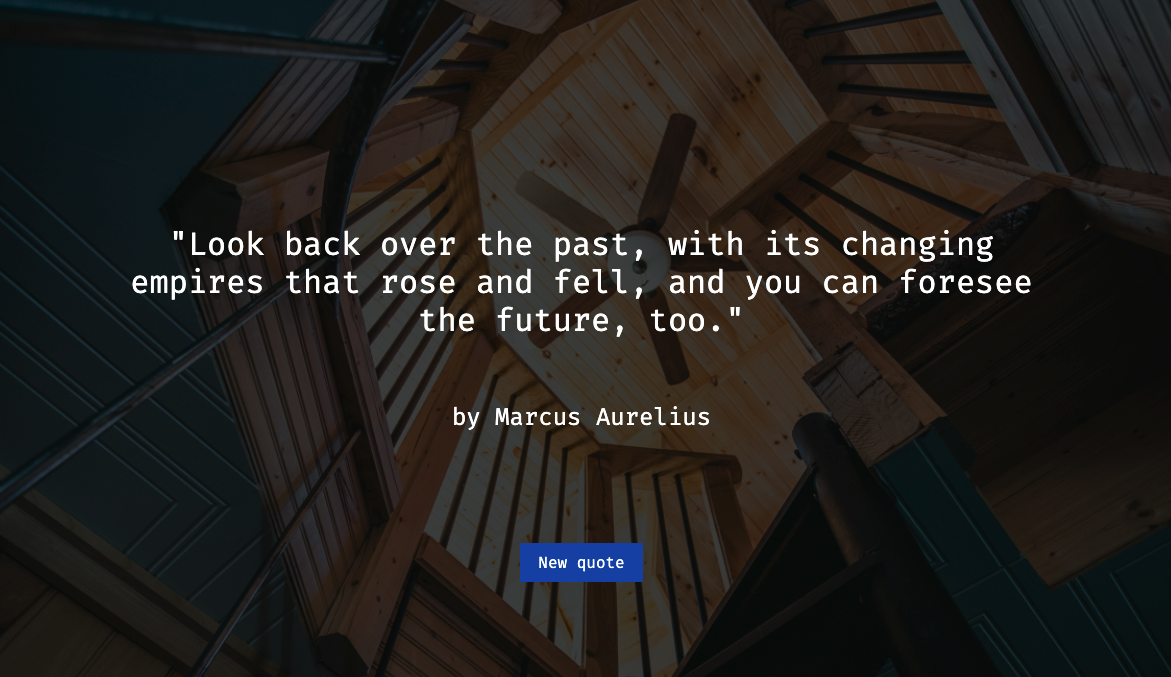 "Look back over the past, with its changing
empires that rose and fell, and you can foresee
the future, too."
by Marcus Aurelius
New quote